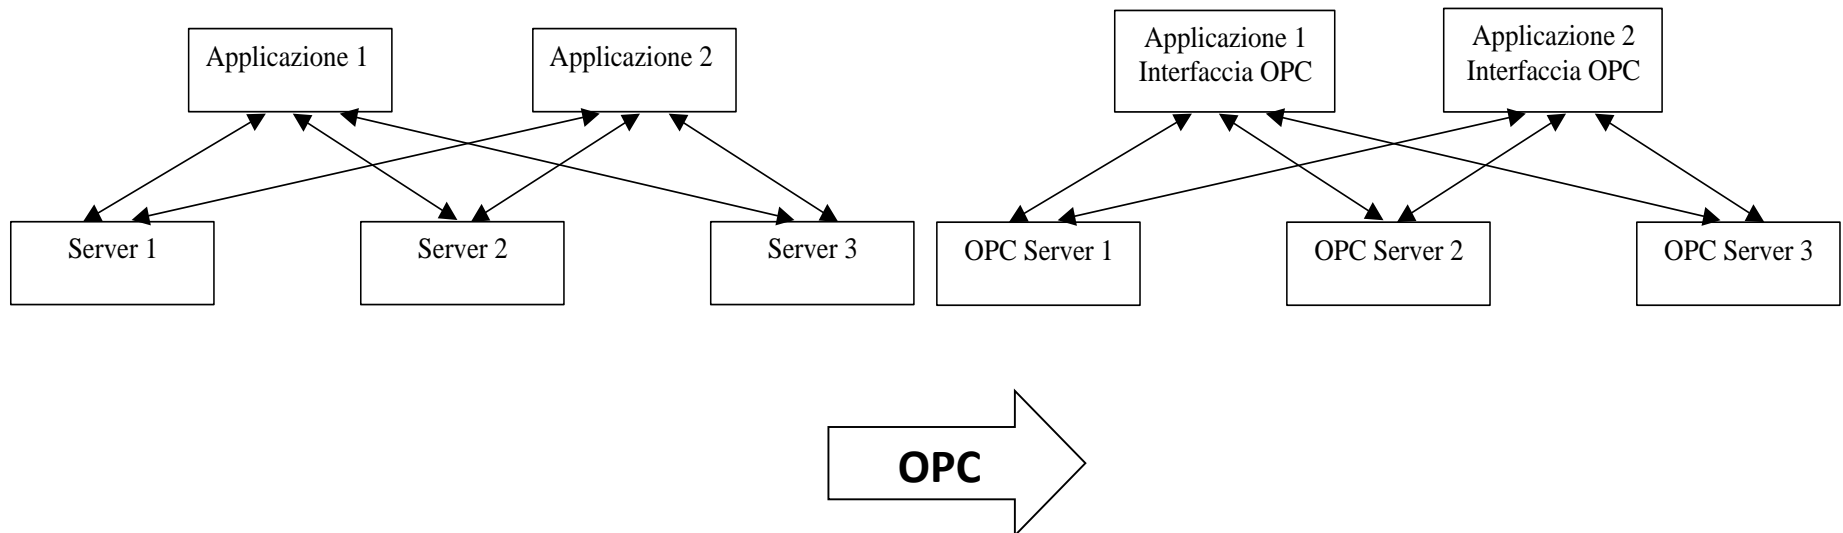 Applicazione 1
Applicazione 2
Server 1
Server 2
Server 3
Applicazione 1
Interfaccia OPC
Applicazione 2
Interfaccia OPC
OPC Server 1
OPC Server 2
OPC Server 3
OPC